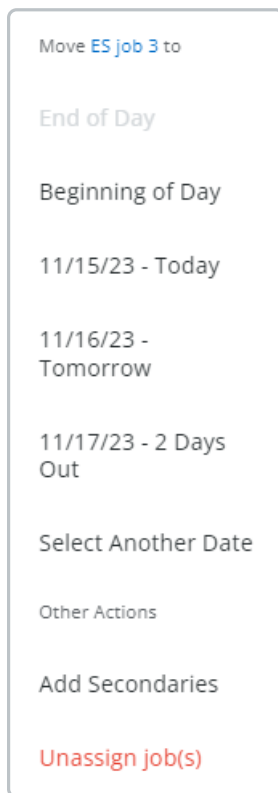 Move ES job 3 to
End of Day
Beginning of Day
11/15/23 - Today
11/16/23 -
Tomorrow
11/17/23 - 2 Days
Out
Select Another Date
Other Actions
Add Secondaries
Unassign job(s)